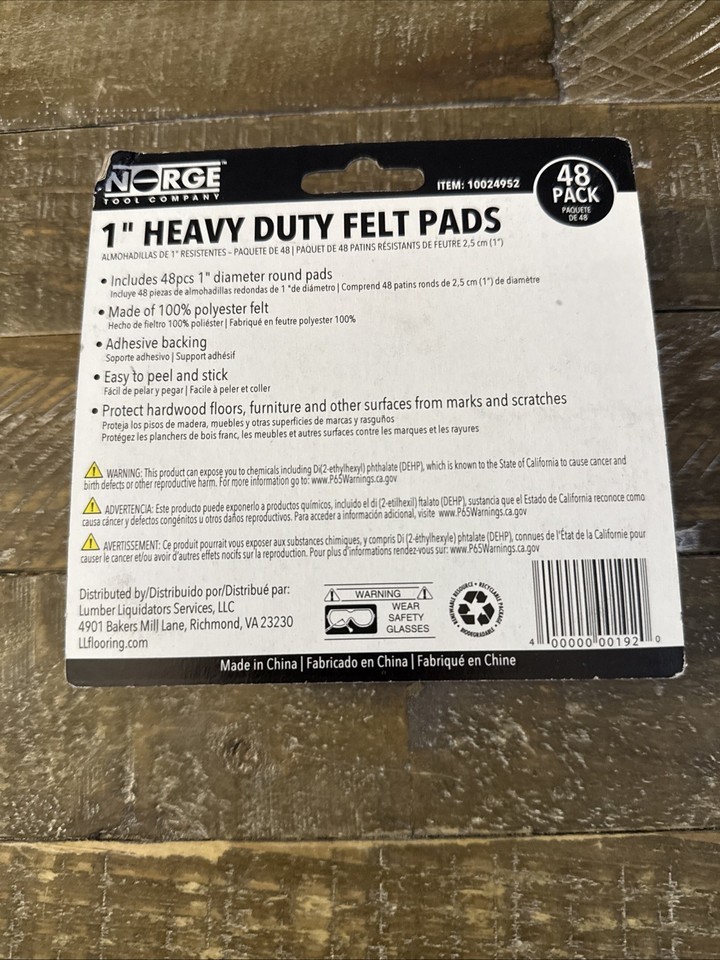 NORGE™
TOOL COMPANY
ITEM: 10024952
48
PACK
PAQUETE
DE 48
1" HEAVY DUTY FELT PADS
ALMOHADILLAS DE 1" RESISTENTES – PAQUETE DE 48 | PAQUET DE 48 PATINS RÉSISTANTS DE FEUTRE 2,5 cm (1")
• Includes 48pcs 1" diameter round pads
Incluye 48 piezas de almohadillas redondas de 1 "de diámetro | Comprend 48 patins ronds de 2,5 cm (1") de diamètre
• Made of 100% polyester felt
Hecho de fieltro 100% poliéster | Fabriqué en feutre polyester 100%
• Adhesive backing
Soporte adhesivo | Support adhésif
• Easy to peel and stick
Fácil de pelar y pegar | Facile à peler et coller
• Protect hardwood floors, furniture and other surfaces from marks and scratches
Proteja los pisos de madera, muebles y otras superficies de marcas y rasguños
Protégez les planchers de bois franc, les meubles et autres surfaces contre les marques et les rayures
WARNING: This product can expose you to chemicals including Di(2-ethylhexyl) phthalate (DEHP), which is known to the State of California to cause cancer and
birth defects or other reproductive harm. For more information go to: www.P65Warnings.ca.gov
ADVERTENCIA: Este producto puede exponerlo a productos químicos, incluido el di (2-etilhexil) ftalato (DEHP), sustancia que el Estado de California reconoce como
causa cáncer y defectos congénitos u otros daños reproductivos. Para acceder a información adicional, visite www.P65Warnings.ca.gov
AVERTISSEMENT: Ce produit pourrait vous exposer aux substances chimiques, y compris Di (2-éthylhexyle) phtalate (DEHP), connues de l'État de la Californie pour
causer le cancer et/ou avoir d'autres effets nocifs sur la reproduction. Pour plus d'informations rendez-vous sur: www.P65Warnings.ca.gov
Distributed by/Distribuido por/Distribué par:
Lumber Liquidators Services, LLC
4901 Bakers Mill Lane, Richmond, VA 23230
LLflooring.com
WARNING
WEAR
SAFETY
GLASSES
RENEWABLE RESOURCE • RECYCLABLE PACKAGE • BIODEGRADABLE •
4 00000 00192 0
Made in China | Fabricado en China | Fabriqué en Chine